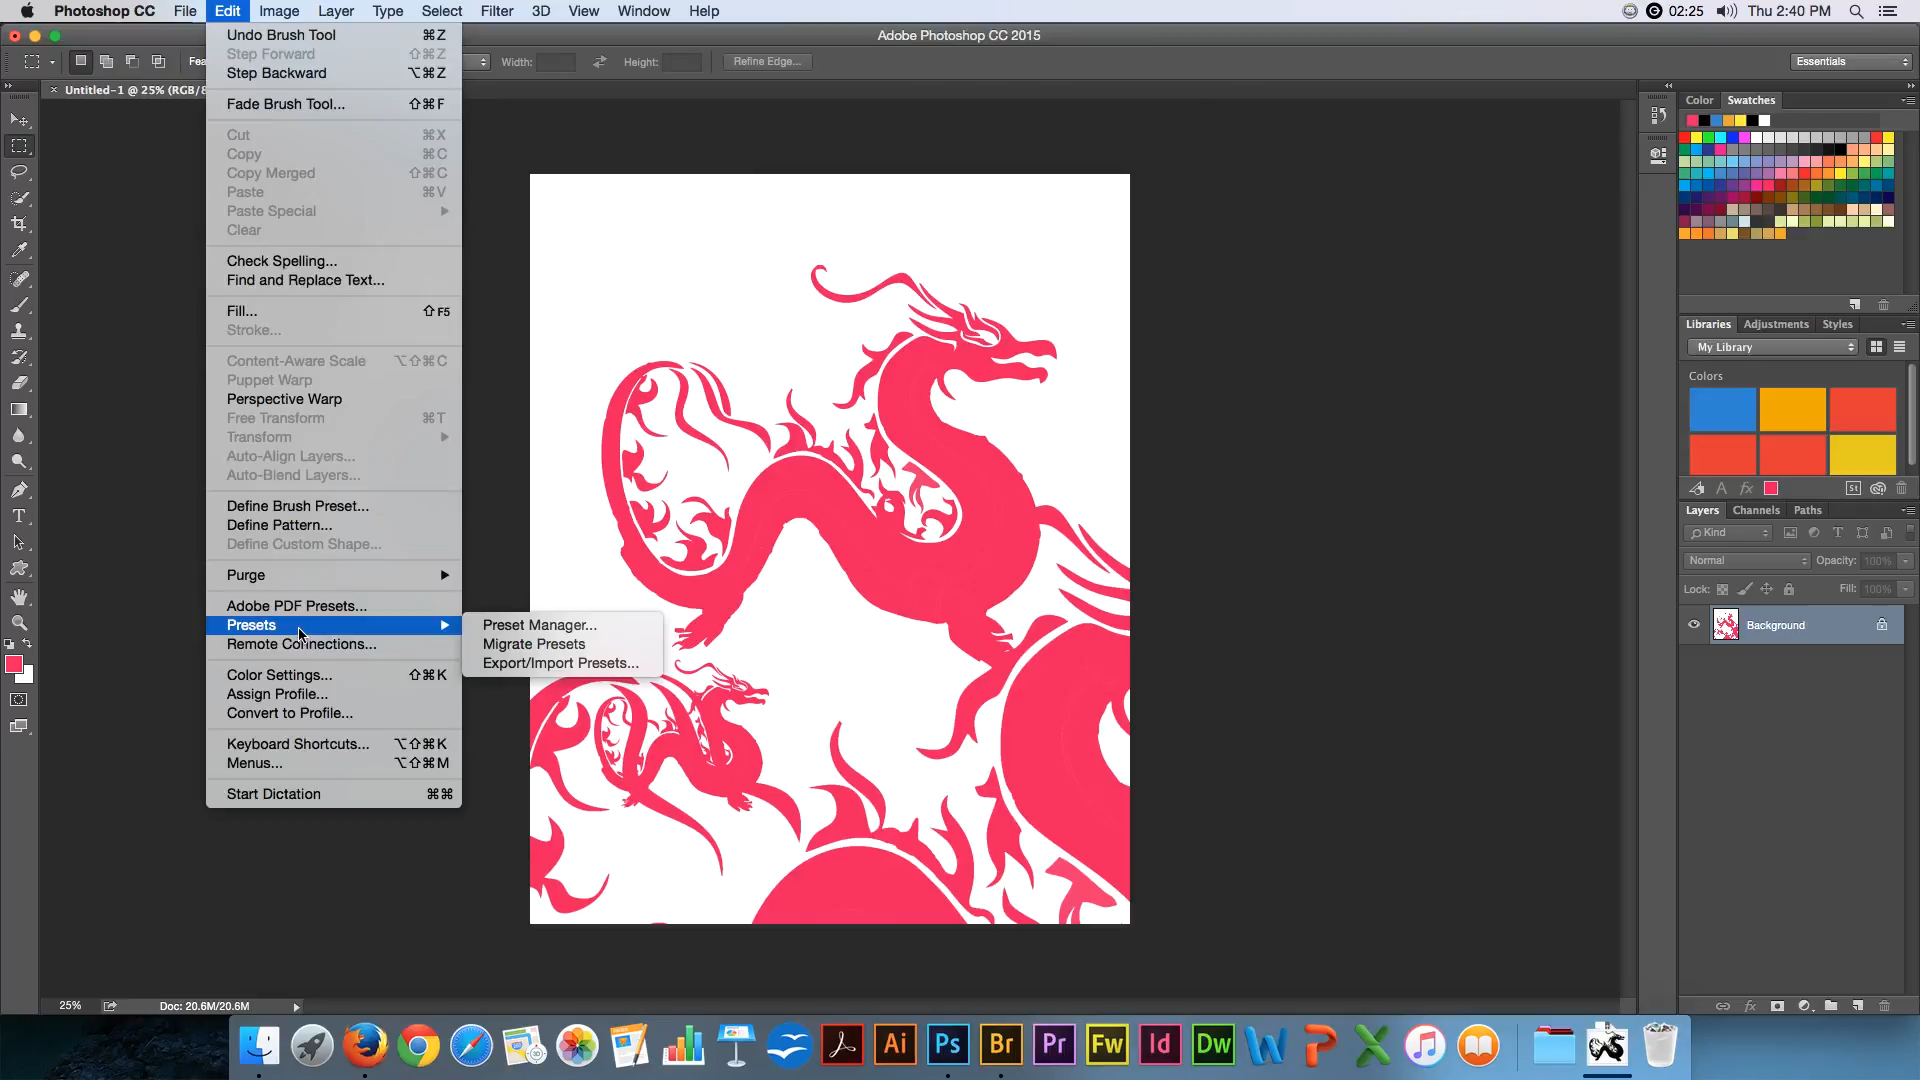 Photoshop CC File Edit Image Layer Type Select Filter 3D View Window Help 02:25 Thu 2:40 PM
Adobe Photoshop CC 2015
Fea Width: Height: Refine Edge... Essentials
Untitled-1 @ 25% (RGB/8
Undo Brush Tool ⌘Z
Step Forward ⇧⌘Z
Step Backward ⌥⌘Z
Fade Brush Tool... ⇧⌘F
Cut ⌘X
Copy ⌘C
Copy Merged ⇧⌘C
Paste ⌘V
Paste Special
Clear
Check Spelling...
Find and Replace Text...
Fill... ⇧F5
Stroke...
Content-Aware Scale ⌥⇧⌘C
Puppet Warp
Perspective Warp
Free Transform ⌘T
Transform
Auto-Align Layers...
Auto-Blend Layers...
Define Brush Preset...
Define Pattern...
Define Custom Shape...
Purge
Adobe PDF Presets...
Presets
Remote Connections...
Color Settings... ⇧⌘K
Assign Profile...
Convert to Profile...
Keyboard Shortcuts... ⌥⇧⌘K
Menus... ⌥⇧⌘M
Start Dictation ⌘⌘
Preset Manager...
Migrate Presets
Export/Import Presets...
Color Swatches
Libraries Adjustments Styles
My Library
Colors
A fx St
Layers Channels Paths
Kind T
Normal Opacity: 100%
Lock: Fill: 100%
Background
fx
T
25% Doc: 20.6M/20.6M
Ai Ps Br Pr Fw Id Dw W P X